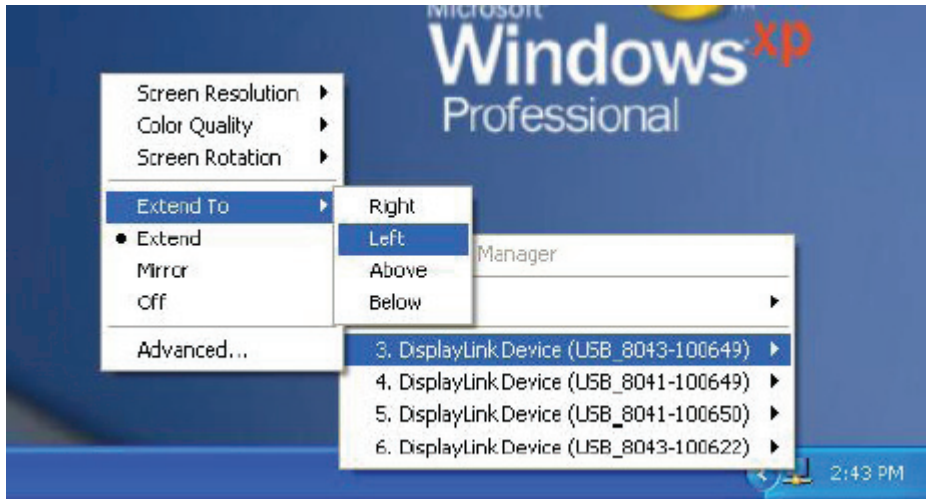 Microsoft
Windows xp
Professional
Screen Resolution
Color Quality
Screen Rotation
Extend To
Extend
Mirror
Off
Advanced...
Right
Left
Above
Below
Manager
3. DisplayLink Device (USB_8043-100649)
4. DisplayLink Device (USB_8041-100649)
5. DisplayLink Device (USB_8041-100650)
6. DisplayLink Device (USB_8043-100622)
2:43 PM